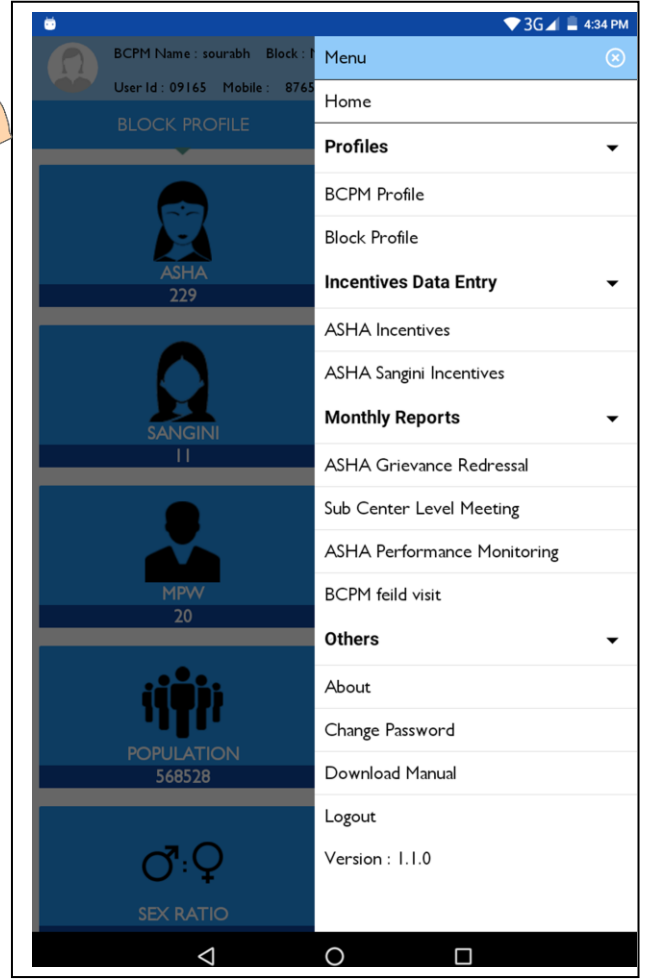 3G 4:34 PM
BCPM Name : sourabh Block :
User Id : 09165 Mobile : 8765
BLOCK PROFILE
ASHA
229
SANGINI
11
MPW
20
POPULATION
568528
SEX RATIO
Menu
Home
Profiles
BCPM Profile
Block Profile
Incentives Data Entry
ASHA Incentives
ASHA Sangini Incentives
Monthly Reports
ASHA Grievance Redressal
Sub Center Level Meeting
ASHA Performance Monitoring
BCPM feild visit
Others
About
Change Password
Download Manual
Logout
Version : 1.1.0